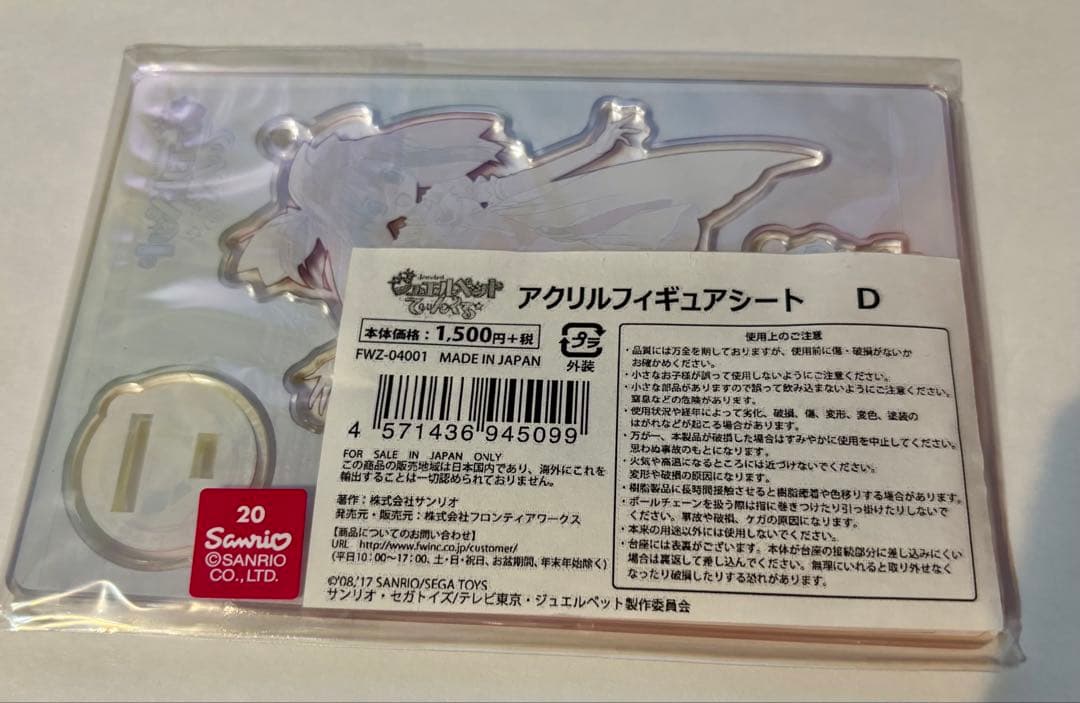 Jewelpet
ジュエルペット
てぃんくる☆
アクリルフィギュアシート D
本体価格：1,500円+税
FWZ-04001 MADE IN JAPAN
プラ
外装
4 571436 945099
FOR SALE IN JAPAN ONLY
この商品の販売地域は日本国内であり、海外にこれを
輸出することは一切認められておりません。
著作：株式会社サンリオ
発売元・販売元：株式会社フロンティアワークス
【商品についてのお問い合わせ】
URL http://www.fwinc.co.jp/customer/
(平日10:00〜17:00、土・日・祝日、お盆期間、年末年始除く)
©'08,'17 SANRIO/SEGA TOYS
サンリオ・セガトイズ/テレビ東京・ジュエルペット製作委員会
使用上のご注意
・品質には万全を期しておりますが、使用前に傷・破損がないか
お確かめください。
・小さなお子様が誤って使用しないようにご注意ください。
・小さな部品がありますので誤って飲み込まないようにご注意ください。
窒息などの危険があります。
・使用状況や経年によって劣化、破損、傷、変形、変色、塗装の
はがれなどが起こる場合があります。
・万が一、本製品が破損した場合はすみやかに使用を中止してください。
思わぬ事故のもとになります。
・火気や高温になるところには近づけないでください。
変形や破損の原因になります。
・樹脂製品に長時間接触させると樹脂癒着や色移りする場合があります。
・ボールチェーンを扱う際は指に巻きつけたり引っ掛けたりしないで
ください。事故や破損、ケガの原因になります。
・本来の用途以外には使用しないでください。
・台座には表裏がございます。本体が台座の接続部分に差し込みにくい
場合は裏返して差し込んでください。無理にいれると取り外せなく
なったり破損したりする恐れがあります。
20
Sanrio
©SANRIO
CO., LTD.